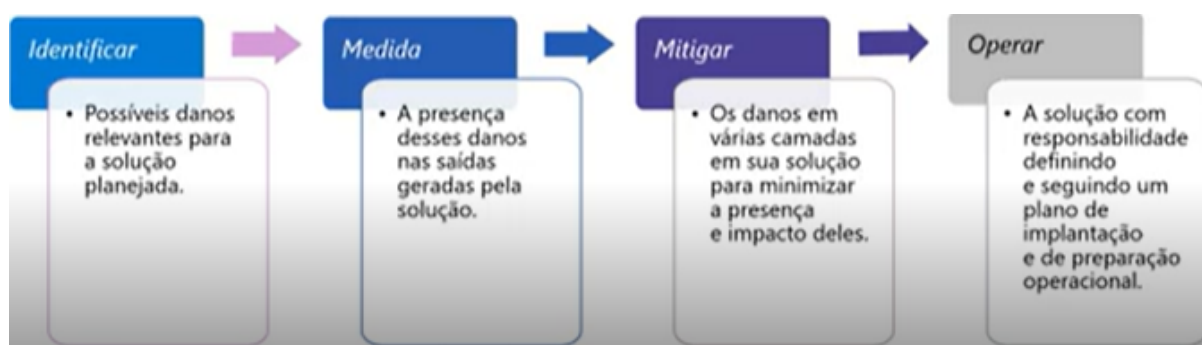 Identificar
• Possíveis danos
relevantes para
a solução
planejada.
Medida
• A presença
desses danos
nas saídas
geradas pela
solução.
Mitigar
• Os danos em
várias camadas
em sua solução
para minimizar
a presença
e impacto deles.
Operar
• A solução com
responsabilidade
definindo
e seguindo um
plano de
implantação
e de preparação
operacional.